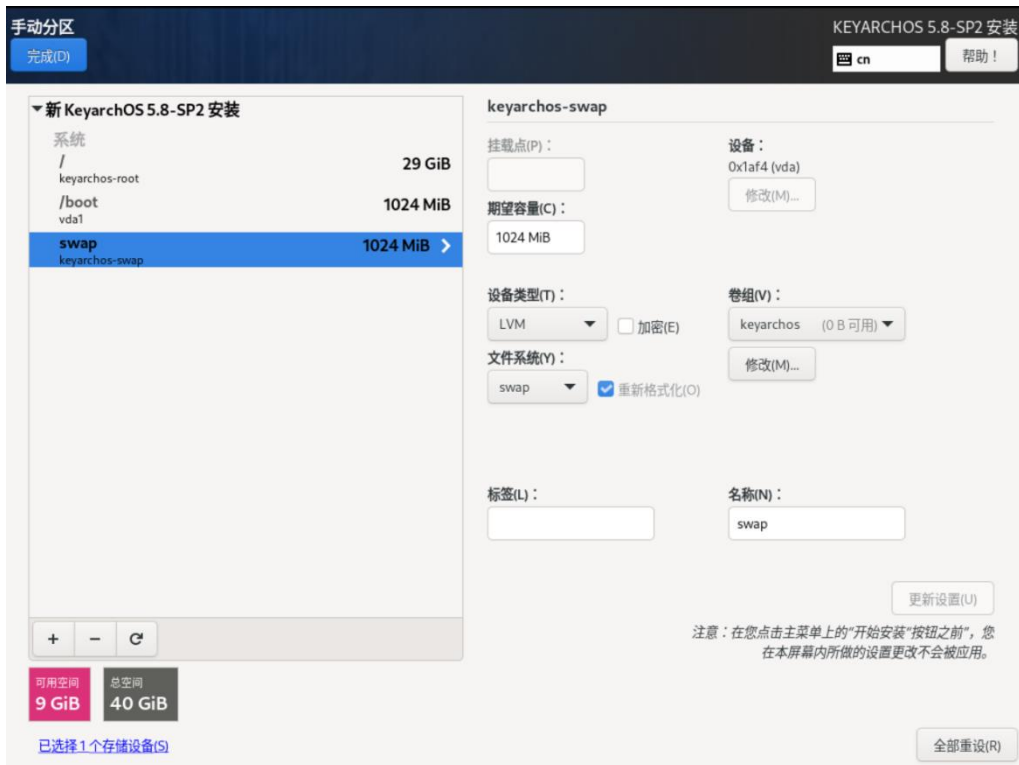 手动分区
KEYARCHOS 5.8-SP2 安装
完成(D)
cn
帮助！
新 KeyarchOS 5.8-SP2 安装
系统
/
29 GiB
keyarchos-root
/boot
1024 MiB
vda1
swap
1024 MiB
keyarchos-swap
keyarchos-swap
挂载点(P)：
设备：
0x1af4 (vda)
修改(M)...
期望容量(C)：
1024 MiB
设备类型(T)：
卷组(V)：
LVM
加密(E)
keyarchos (0 B 可用)
文件系统(Y)：
修改(M)...
swap
重新格式化(O)
标签(L)：
名称(N)：
swap
更新设置(U)
注意：在您点击主菜单上的"开始安装"按钮之前"，您
在本屏幕内所做的设置更改不会被应用。
可用空间
9 GiB
总空间
40 GiB
已选择 1 个存储设备(S)
全部重设(R)